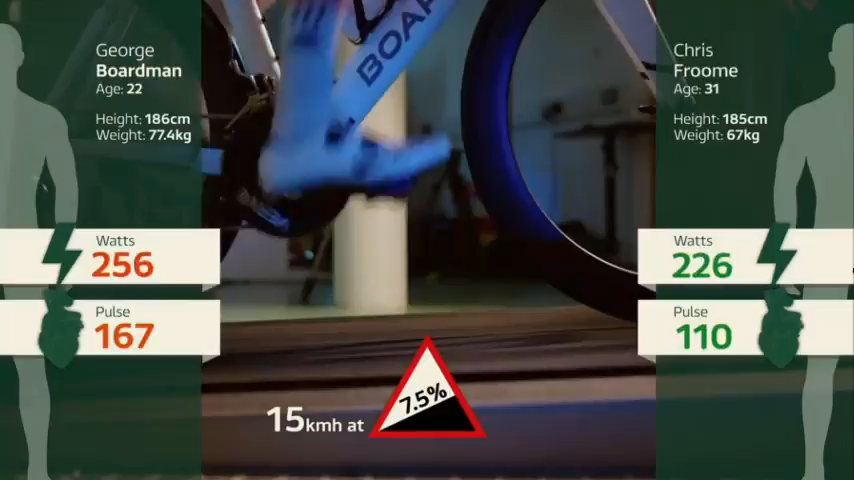 George
Boardman
Age: 22
Height: 186cm
Weight: 77.4kg
Watts
256
Pulse
167
BOAR
Chris
Froome
Age: 31
Height: 185cm
Weight: 67kg
Watts
226
Pulse
110
15kmh at
7.5%